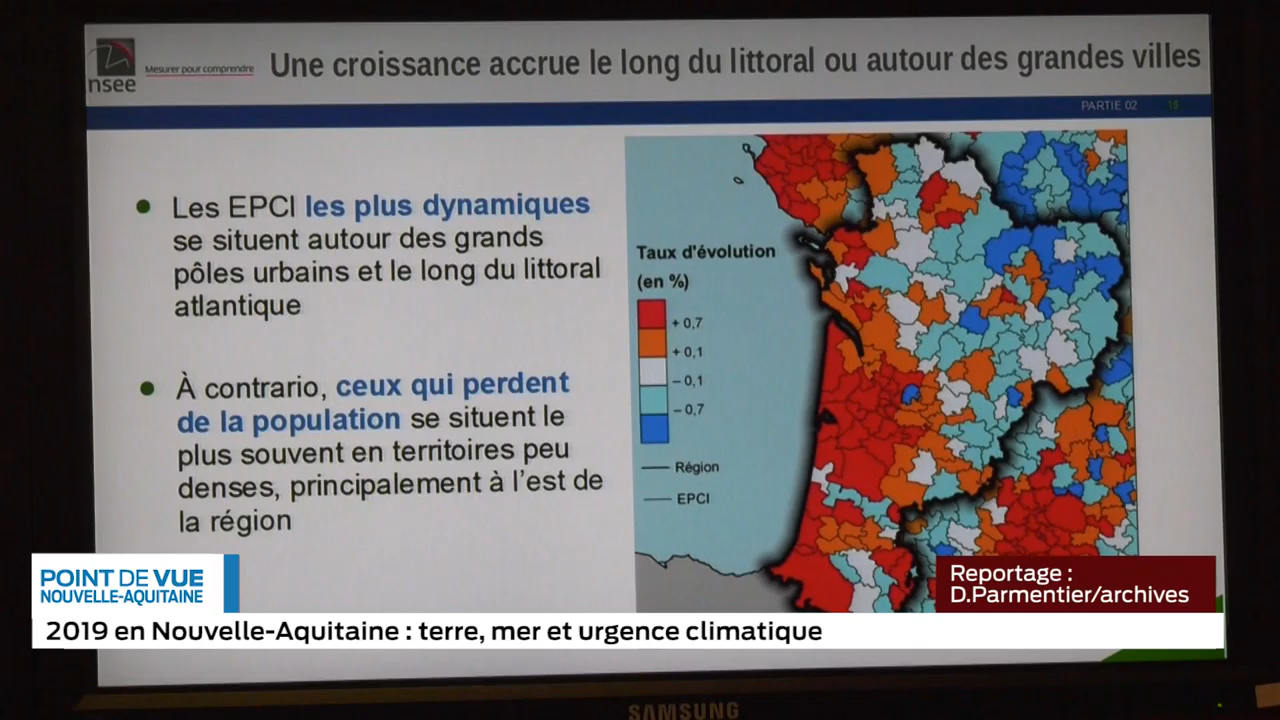 nsee
Mesurer pour comprendre
Une croissance accrue le long du littoral ou autour des grandes villes
PARTIE 02
15
Les EPCI les plus dynamiques
se situent autour des grands
pôles urbains et le long du littoral
atlantique
À contrario, ceux qui perdent
de la population se situent le
plus souvent en territoires peu
denses, principalement à l'est de
la région
Taux d'évolution
(en %)
+ 0,7
+ 0,1
– 0,1
– 0,7
Région
EPCI
POINT DE VUE
NOUVELLE-AQUITAINE
Reportage :
D.Parmentier/archives
2019 en Nouvelle-Aquitaine : terre, mer et urgence climatique
SAMSUNG